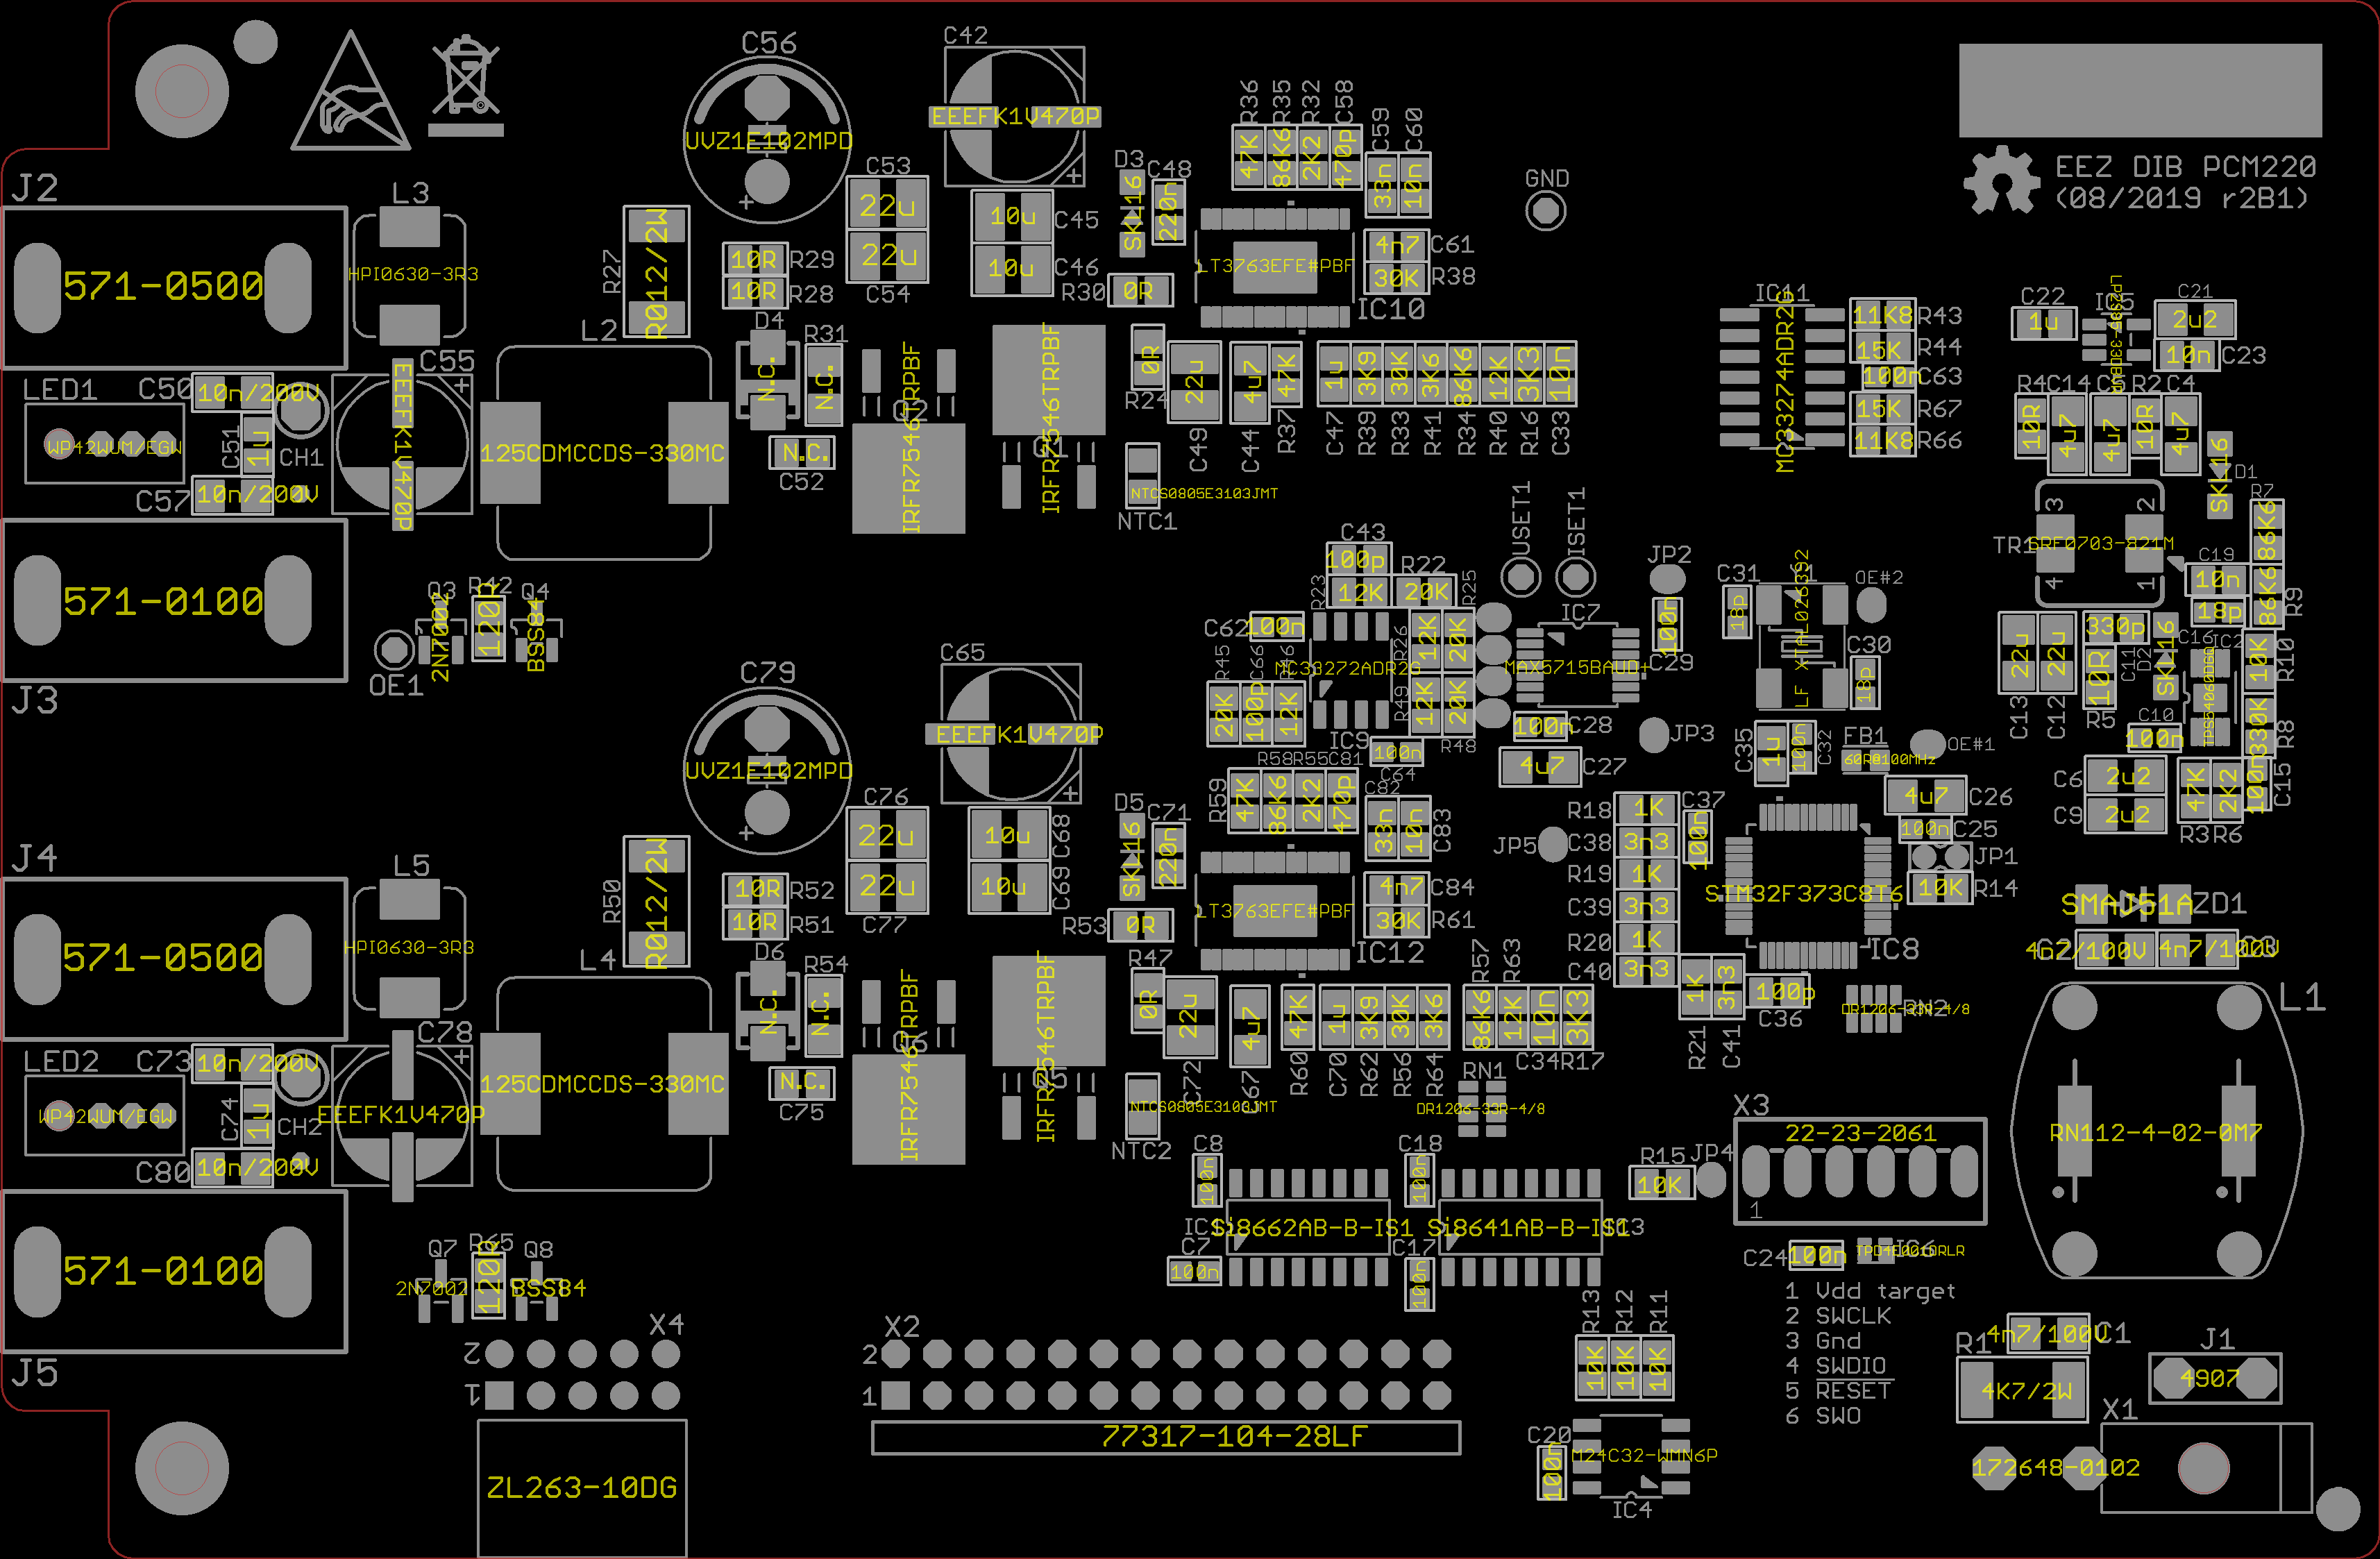 C56
UVZ1E102MPD
C42
EEEFK1V470P
EEZ DIB PCM220
(08/2019 r2B1)
R36
R35
R32
C58
C59
C60
47K
86K6
2K2
470p
33n
10n
D3
SKL16
C48
220n
GND
C53
22u
22u
C54
10u
C45
10u
C46
LT3763EFE#PBF
IC10
4n7
C61
30K
R38
R30
0R
J2
571-0500
L3
HPI0630-3R3
R27
R012/2W
10R
R29
10R
R28
L2
125CDMCCDS-330MC
D4
N.C.
R31
N.C.
N.C.
C52
Q2
IRFR7546TRPBF
IRFR7546TRPBF
0R
R24
22u
C49
4u7
C44
47K
R37
1u
C47
3K9
R39
30K
R33
3K6
R41
86K6
R34
12K
R40
3K3
R16
10n
C33
NTC1
NTCS0805E3103JMT
IC11
MC33274ADR2G
11K8
R43
15K
R44
100n
C63
15K
R67
11K8
R66
C22
1u
IC5
C21
2u2
10n
C23
R4
C14
R2
C4
10R
4u7
4u7
10R
4u7
SKL16
D1
R7
86K6
LED1
WP42WUM/EGW
C50
10n/200V
C51
1u
C57
10n/200V
CH1
C55
EEEFK1V470P
J3
571-0100
Q3
2N7002
R42
120R
Q4
BSS84
OE1
C43
100p
R22
R23
12K
20K
R25
C62
100n
R26
12K
20K
R45
C66
R46
20K
100p
12K
MC33272ADR2G
IC9
R49
12K
20K
R48
100n
C64
USET1
ISET1
IC7
MAX5715BAUD+
JP2
100n
C29
100n
C28
JP3
4u7
C27
C31
18p
LF XTAL026392
OE#2
C30
18p
C35
1u
100n
C32
FB1
60R@100MHz
OE#1
TR1
SRF0703-821M
3
2
4
1
C19
10n
18p
86K6
R9
22u
C13
22u
C12
330p
C11
10R
R5
D2
SKL16
C16
IC2
TPS54060DGQ
10K
R10
330K
R8
C10
100n
C6
2u2
C9
2u2
47K
R3
2K2
R6
100n
C15
C79
UVZ1E102MPD
C65
EEEFK1V470P
R58
R55
C81
R59
47K
86K6
2K2
470p
C82
33n
10n
C83
C76
22u
22u
C77
10u
C68
10u
C69
D5
SKL16
C71
220n
LT3763EFE#PBF
IC12
4n7
C84
30K
R61
R53
0R
JP5
R18
1K
C37
100n
C38
3n3
R19
1K
C39
3n3
R20
1K
C40
3n3
1K
R21
3n3
C41
STM32F373C8T6
IC8
4u7
C26
100n
C25
JP1
10K
R14
100p
C36
DR1206-33R-4/8
RN2
SMAJ51A
ZD1
4n7/100V
4n7/100V
L1
RN112-4-02-0M7
J4
571-0500
L5
HPI0630-3R3
R50
R012/2W
10R
R52
10R
R51
L4
125CDMCCDS-330MC
D6
N.C.
R54
N.C.
N.C.
C75
IRFR7546TRPBF
IRFR7546TRPBF
R47
0R
22u
C72
4u7
C67
47K
R60
1u
C70
3K9
R62
30K
R56
3K6
R64
R57
R63
86K6
12K
10n
3K3
C34
R17
RN1
DR1206-33R-4/8
NTCS0805E3103JMT
NTC2
LED2
WP42WUM/EGW
C73
10n/200V
C74
1u
C80
10n/200V
CH2
C78
EEEFK1V470P
C8
100n
C18
100n
Si8662AB-B-IS1
Si8641AB-B-IS1
C7
100n
C17
100n
R15
10K
JP4
X3
22-23-2061
1
C24
100n
IC6
TPD4E001DRLR
1 Vdd target
2 SWCLK
3 Gnd
4 SWDIO
5 RESET
6 SWO
J5
571-0100
Q7
2N7002
R65
120R
Q8
BSS84
X4
2
1
ZL263-10DG
X2
2
1
77317-104-28LF
R13
R12
R11
10K
10K
10K
C20
100n
M24C32-WMN6P
IC4
4n7/100V
C1
R1
4K7/2W
J1
4907
X1
172648-0102